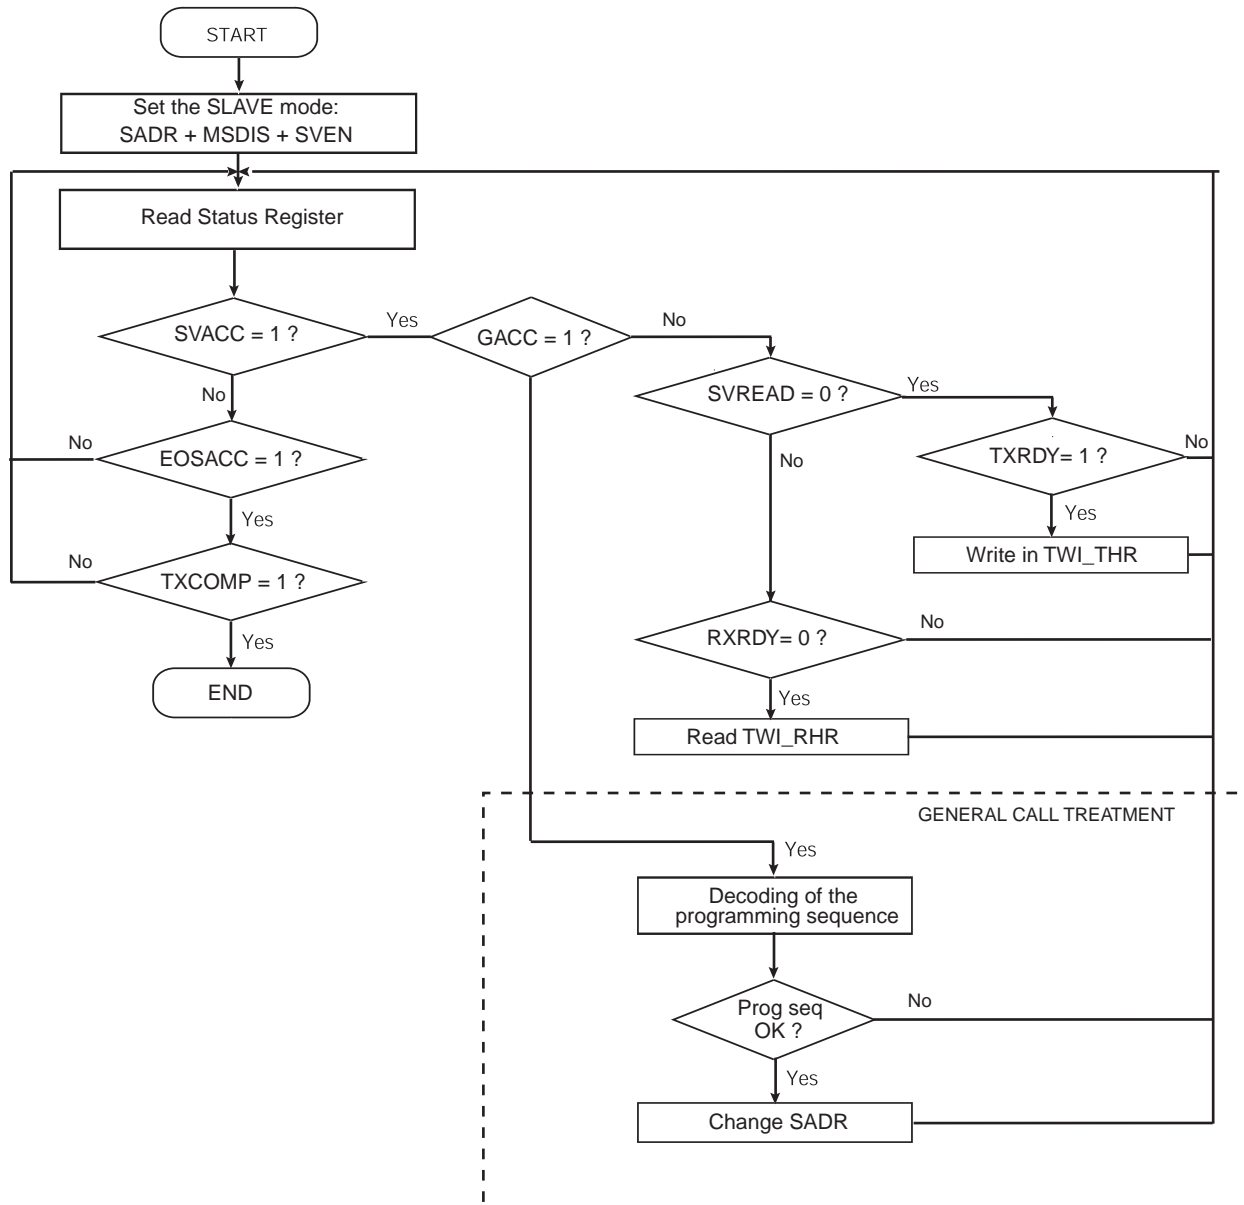 START
Set the SLAVE mode:
SADR + MSDIS + SVEN
Read Status Register
SVACC = 1 ?
Yes
GACC = 1 ?
No
SVREAD = 0 ?
Yes
No
EOSACC = 1 ?
No
No
TXRDY= 1 ?
No
Yes
Yes
Write in TWI_THR
TXCOMP = 1 ?
No
Yes
END
RXRDY= 0 ?
No
Yes
Read TWI_RHR
GENERAL CALL TREATMENT
Yes
Decoding of the
programming sequence
Prog seq
OK ?
No
Yes
Change SADR